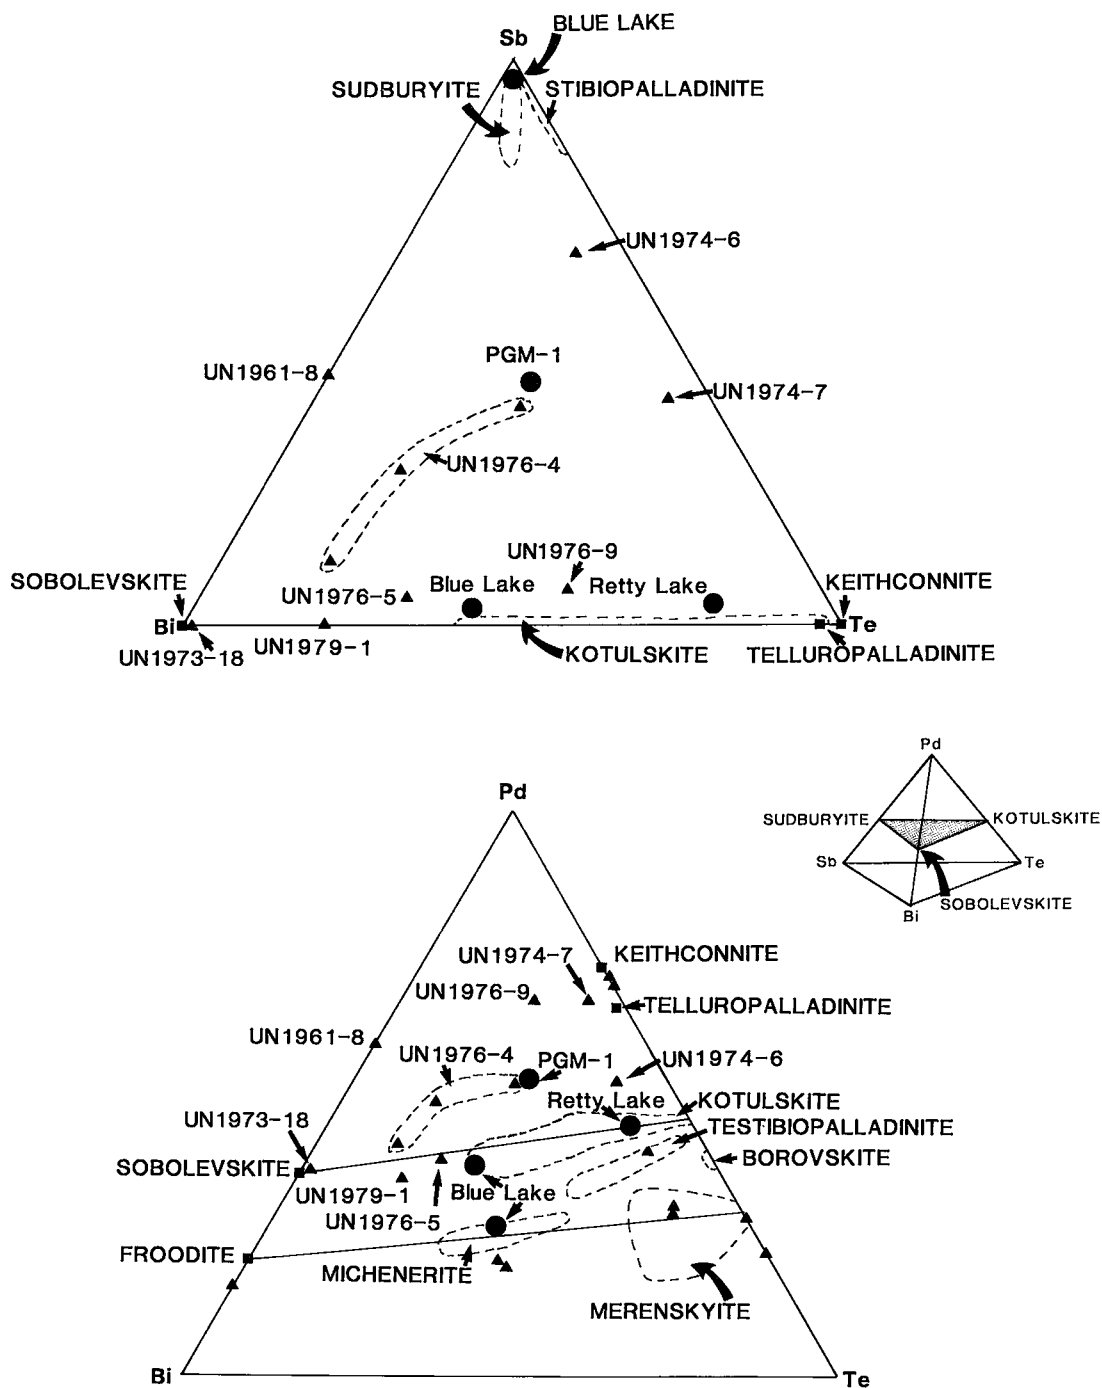 BLUE LAKE
Sb
SUDBURYITE
STIBIOPALLADINITE
UN1974-6
PGM-1
UN1961-8
UN1974-7
UN1976-4
UN1976-9
SOBOLEVSKITE
KEITHCONNITE
Blue Lake
Retty Lake
UN1976-5
Bi
Te
UN1973-18
UN1979-1
KOTULSKITE
TELLUROPALLADINITE
Pd
SUDBURYITE
KOTULSKITE
Sb
Te
SOBOLEVSKITE
Bi
Pd
UN1974-7
KEITHCONNITE
UN1976-9
TELLUROPALLADINITE
UN1961-8
UN1976-4
PGM-1
UN1974-6
Retty Lake
KOTULSKITE
UN1973-18
TESTIBIOPALLADINITE
SOBOLEVSKITE
BOROVSKITE
UN1979-1
Blue Lake
UN1976-5
FROODITE
MICHENERITE
MERENSKYITE
Bi
Te